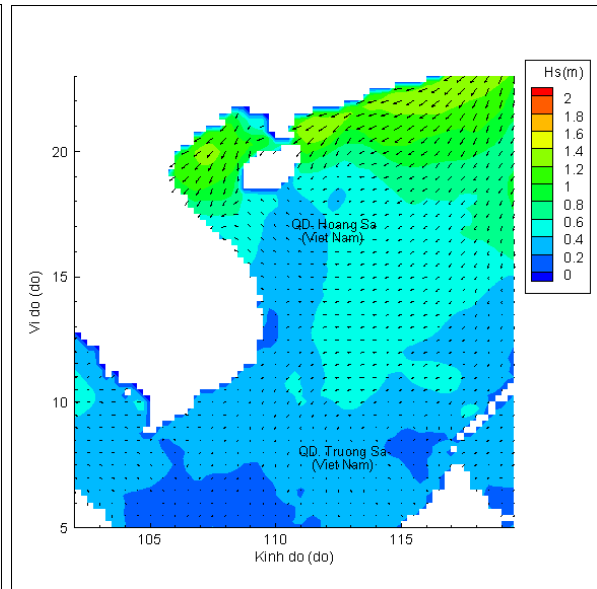 Hs(m)
2
1.8
1.6
1.4
1.2
1
0.8
0.6
0.4
0.2
0
20
15
10
5
Vi do (do)
QD. Hoang Sa
(Viet Nam)
QD. Truong Sa
(Viet Nam)
105
110
115
Kinh do (do)